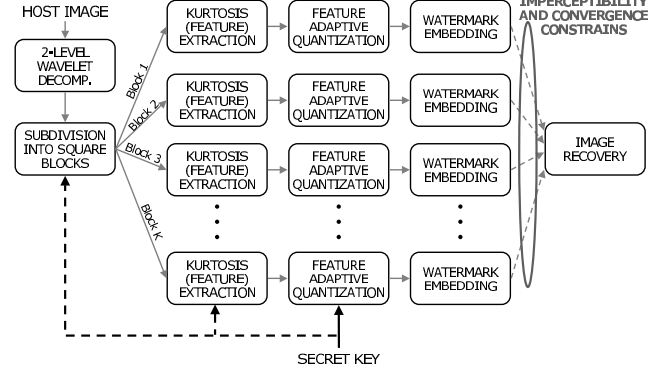 HOST IMAGE
2-LEVEL
WAVELET
DECOMP.
SUBDIVISION
INTO SQUARE
BLOCKS
Block 1
Block 2
Block 3
Block K
KURTOSIS
(FEATURE)
EXTRACTION
FEATURE
ADAPTIVE
QUANTIZATION
WATERMARK
EMBEDDING
KURTOSIS
(FEATURE)
EXTRACTION
FEATURE
ADAPTIVE
QUANTIZATION
WATERMARK
EMBEDDING
KURTOSIS
(FEATURE)
EXTRACTION
FEATURE
ADAPTIVE
QUANTIZATION
WATERMARK
EMBEDDING
KURTOSIS
(FEATURE)
EXTRACTION
FEATURE
ADAPTIVE
QUANTIZATION
WATERMARK
EMBEDDING
IMPERCEPTIBILITY
AND CONVERGENCE
CONSTRAINS
IMAGE
RECOVERY
SECRET KEY